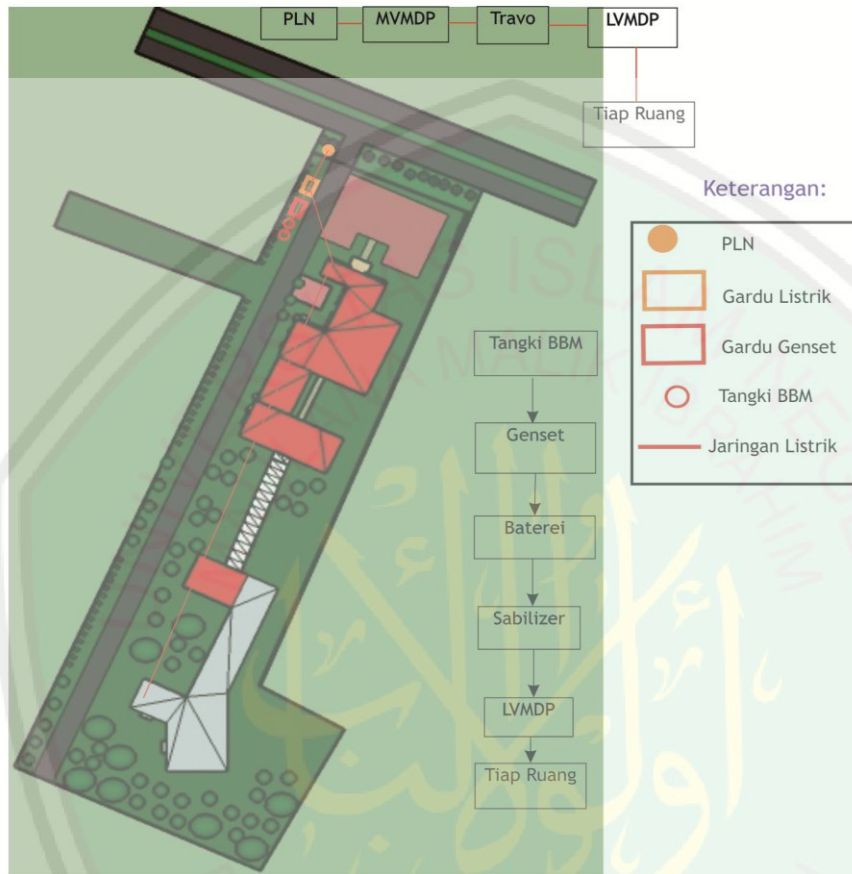 PLN
MVMDP
Travo
LVMDP
Tiap Ruang
Keterangan:
PLN
Gardu Listrik
Gardu Genset
Tangki BBM
Jaringan Listrik
Tangki BBM
Genset
Baterei
Sabilizer
LVMDP
Tiap Ruang